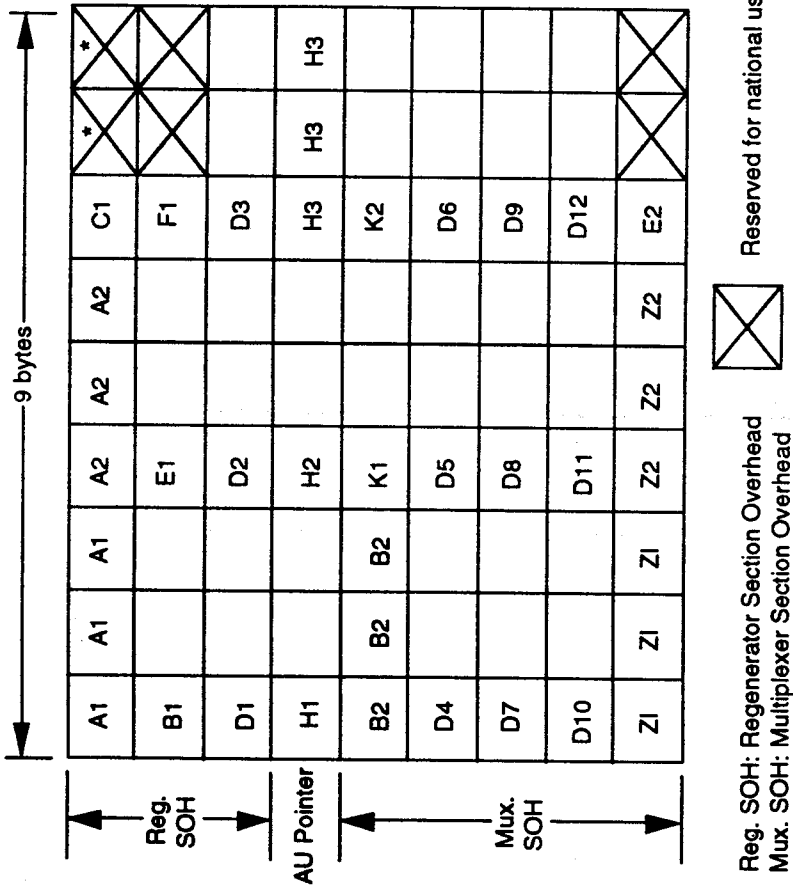 9 bytes
A1 A1 A1 A2 A2 A2 C1 * *
Reg. SOH B1 E1 F1
D1 D2 D3
AU Pointer H1 H2 H3 H3 H3
B2 B2 B2 K1 K2
Mux. SOH D4 D5 D6
D7 D8 D9
D10 D11 D12
ZI ZI ZI Z2 Z2 Z2 E2
Reg. SOH: Regenerator Section Overhead
Mux. SOH: Multiplexer Section Overhead
Reserved for national us